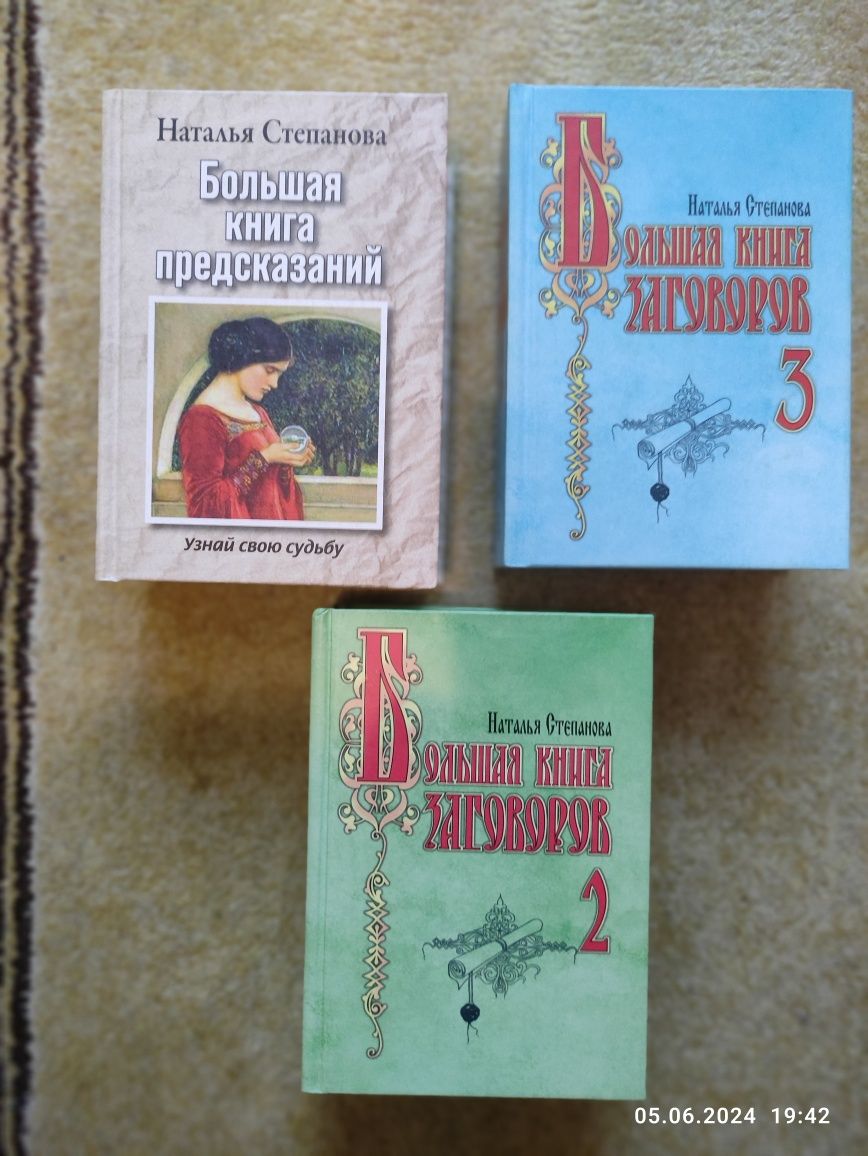 Наталья Степанова
Большая
книга
предсказаний
Узнай свою судьбу
Наталья Степанова
Большая книга
заговоров
3
Наталья Степанова
Большая книга
заговоров
2
05.06.2024 19:42